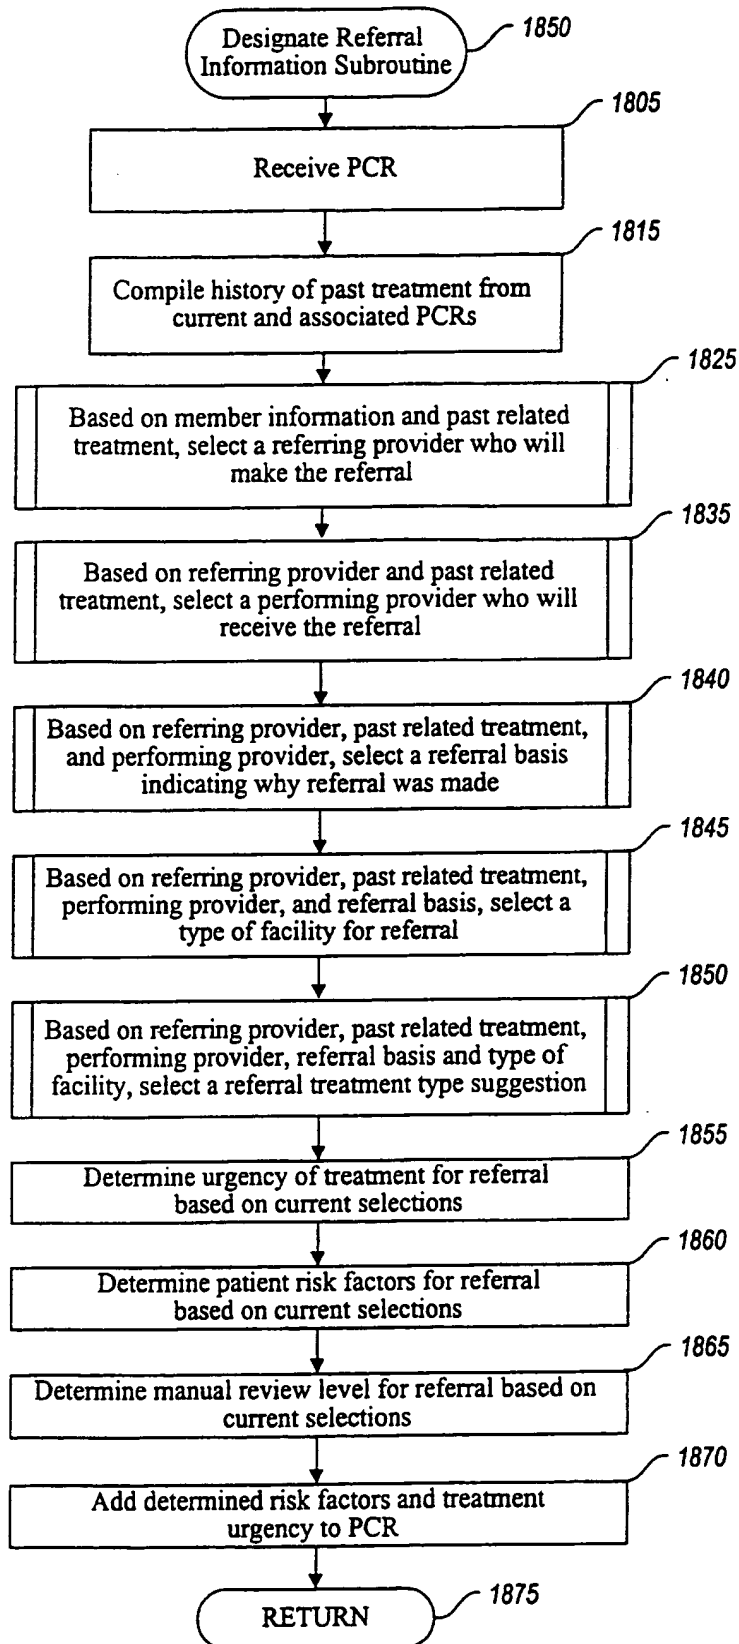 Designate Referral
Information Subroutine
1850
1805
Receive PCR
1815
Compile history of past treatment from
current and associated PCRs
1825
Based on member information and past related
treatment, select a referring provider who will
make the referral
1835
Based on referring provider and past related
treatment, select a performing provider who will
receive the referral
1840
Based on referring provider, past related treatment,
and performing provider, select a referral basis
indicating why referral was made
1845
Based on referring provider, past related treatment,
performing provider, and referral basis, select a
type of facility for referral
1850
Based on referring provider, past related treatment,
performing provider, referral basis and type of
facility, select a referral treatment type suggestion
1855
Determine urgency of treatment for referral
based on current selections
1860
Determine patient risk factors for referral
based on current selections
1865
Determine manual review level for referral based on
current selections
1870
Add determined risk factors and treatment
urgency to PCR
1875
RETURN